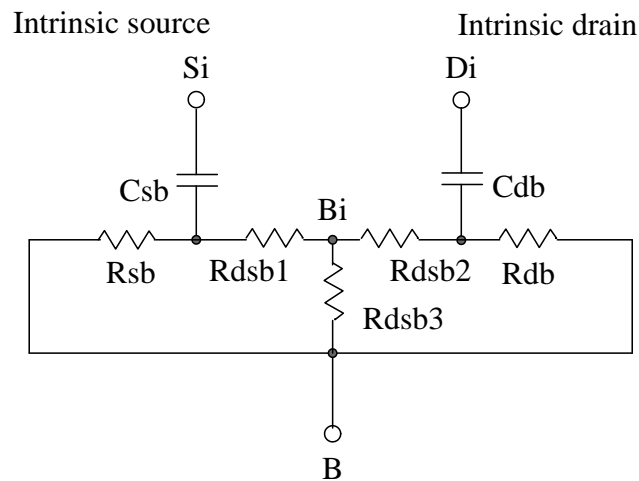 Intrinsic source
Intrinsic drain
Si
Di
Csb
Cdb
Bi
Rsb
Rdsb1
Rdsb2
Rdb
Rdsb3
B